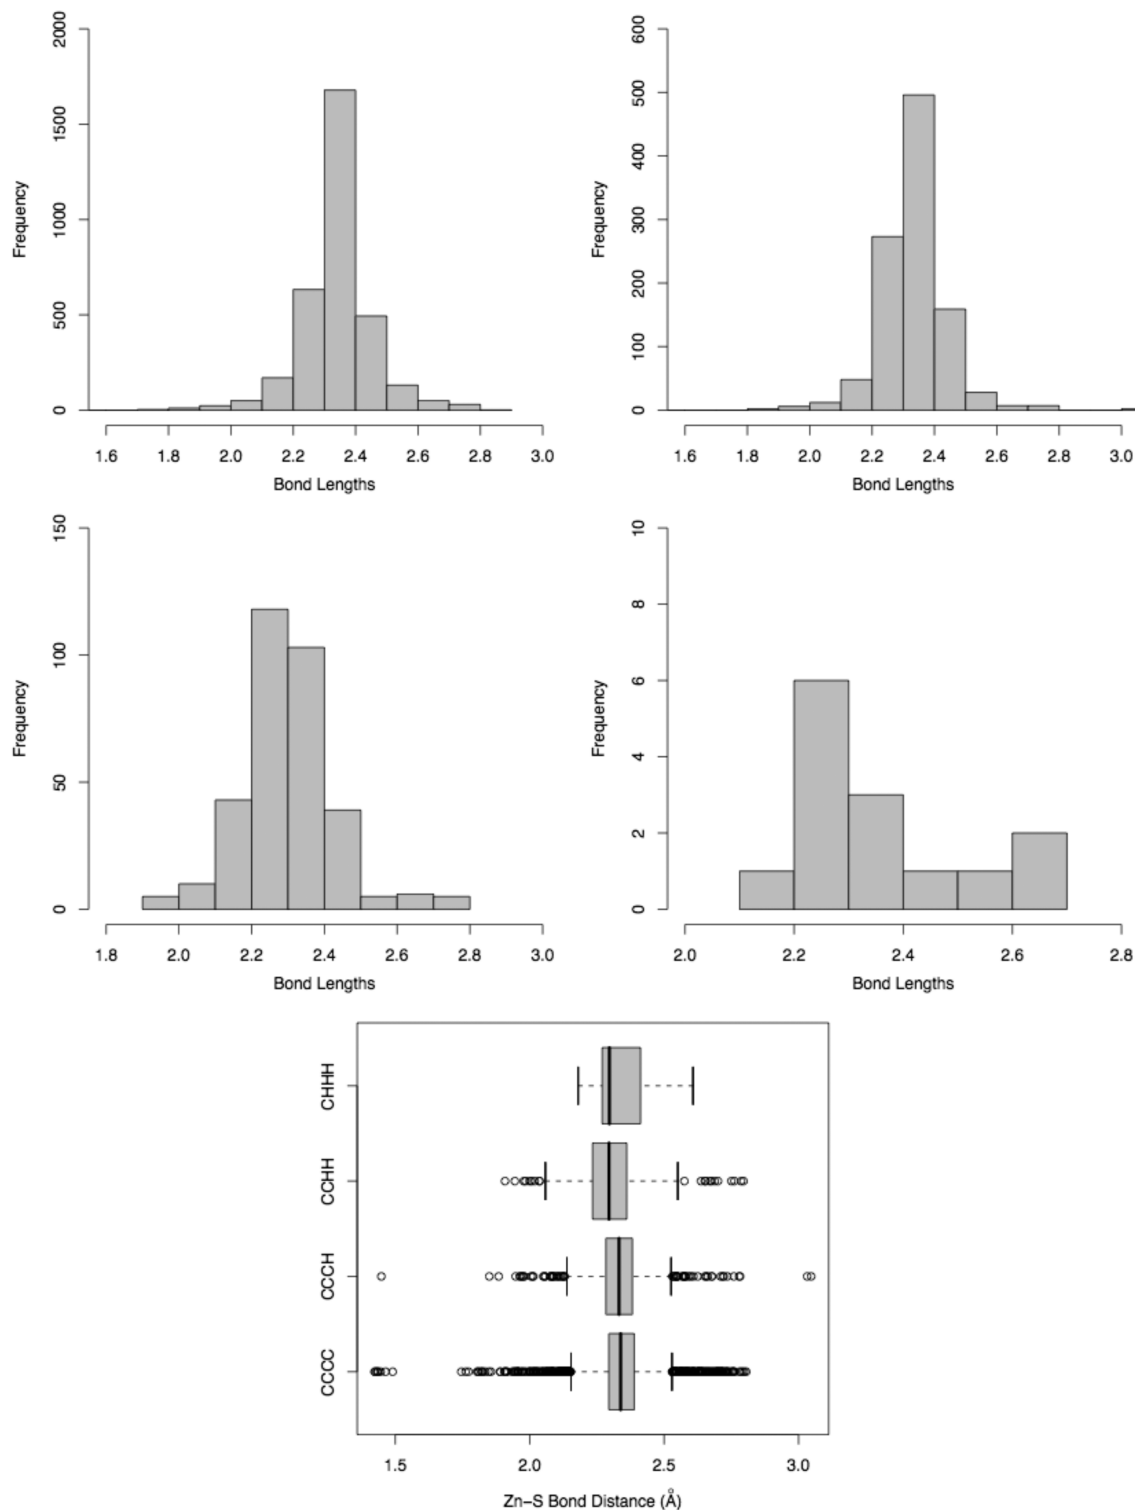 2000
1500
1000
500
0
Frequency
1.6 1.8 2.0 2.2 2.4 2.6 2.8 3.0
Bond Lengths
600
500
400
300
200
100
0
Frequency
1.6 1.8 2.0 2.2 2.4 2.6 2.8 3.0
Bond Lengths
150
100
50
0
Frequency
1.8 2.0 2.2 2.4 2.6 2.8 3.0
Bond Lengths
10
8
6
4
2
0
Frequency
2.0 2.2 2.4 2.6 2.8
Bond Lengths
CHHH
CCHH
CCCH
CCCC
1.5 2.0 2.5 3.0
Zn−S Bond Distance (Å)